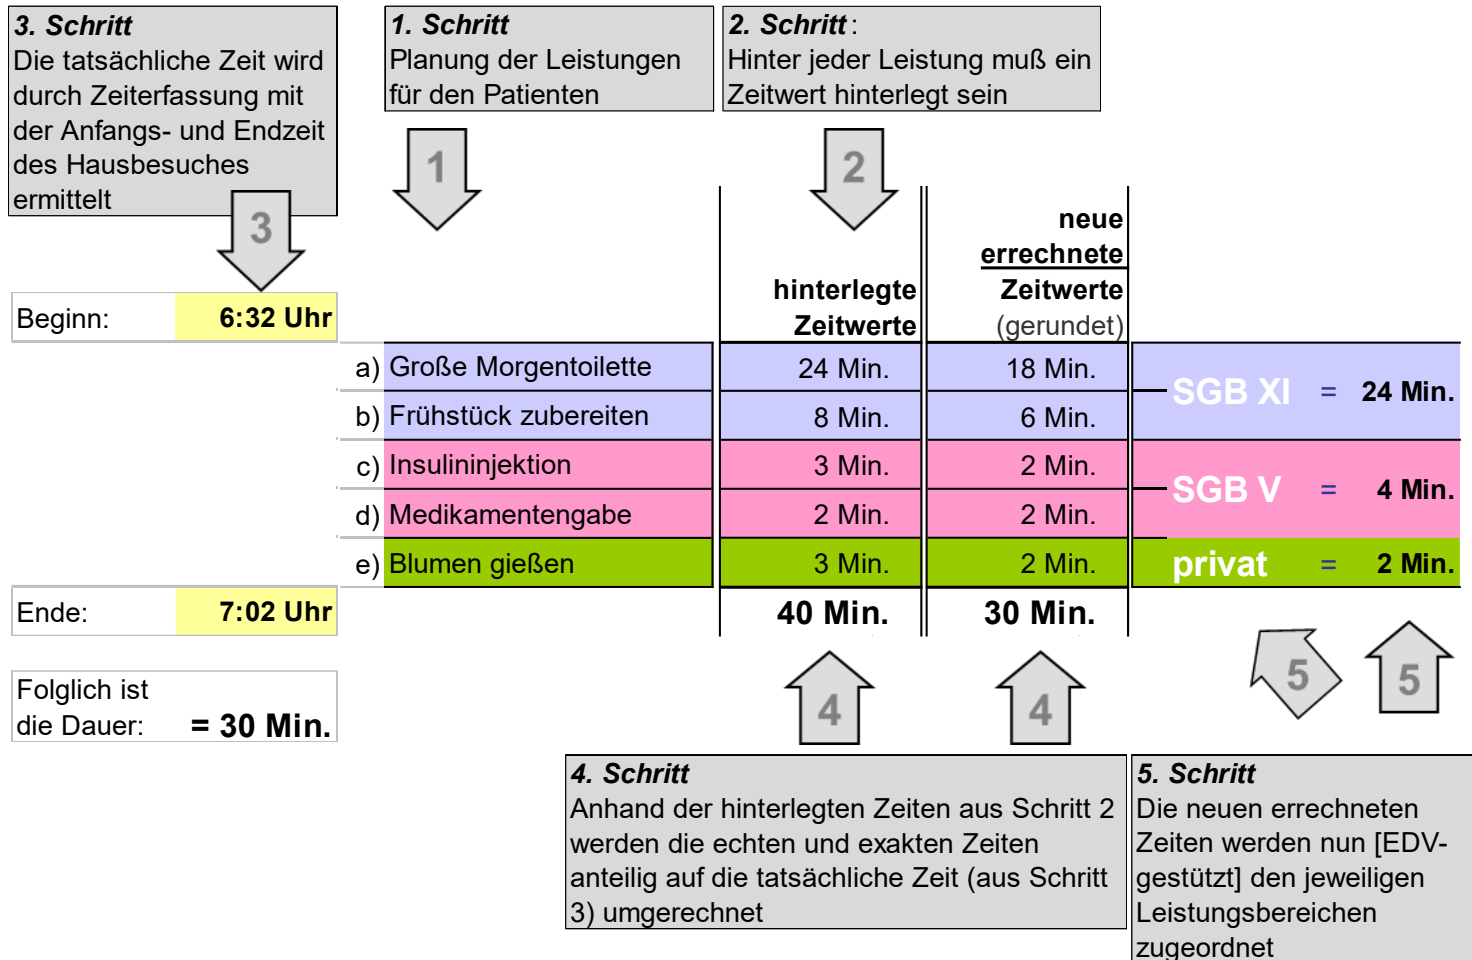 3. Schritt
Die tatsächliche Zeit wird
durch Zeiterfassung mit
der Anfangs- und Endzeit
des Hausbesuches
ermittelt
1. Schritt
Planung der Leistungen
für den Patienten
2. Schritt :
Hinter jeder Leistung muß ein
Zeitwert hinterlegt sein
3
1
2
hinterlegte
Zeitwerte
neue
errechnete
Zeitwerte
(gerundet)
Beginn: 6:32 Uhr
a) Große Morgentoilette 24 Min. 18 Min.
b) Frühstück zubereiten 8 Min. 6 Min.
SGB XI = 24 Min.
c) Insulininjektion 3 Min. 2 Min.
d) Medikamentengabe 2 Min. 2 Min.
SGB V = 4 Min.
e) Blumen gießen 3 Min. 2 Min. privat = 2 Min.
Ende: 7:02 Uhr 40 Min. 30 Min.
Folglich ist
die Dauer: = 30 Min.
4
4
5
5
4. Schritt
Anhand der hinterlegten Zeiten aus Schritt 2
werden die echten und exakten Zeiten
anteilig auf die tatsächliche Zeit (aus Schritt
3) umgerechnet
5. Schritt
Die neuen errechneten
Zeiten werden nun [EDV-
gestützt] den jeweiligen
Leistungsbereichen
zugeordnet